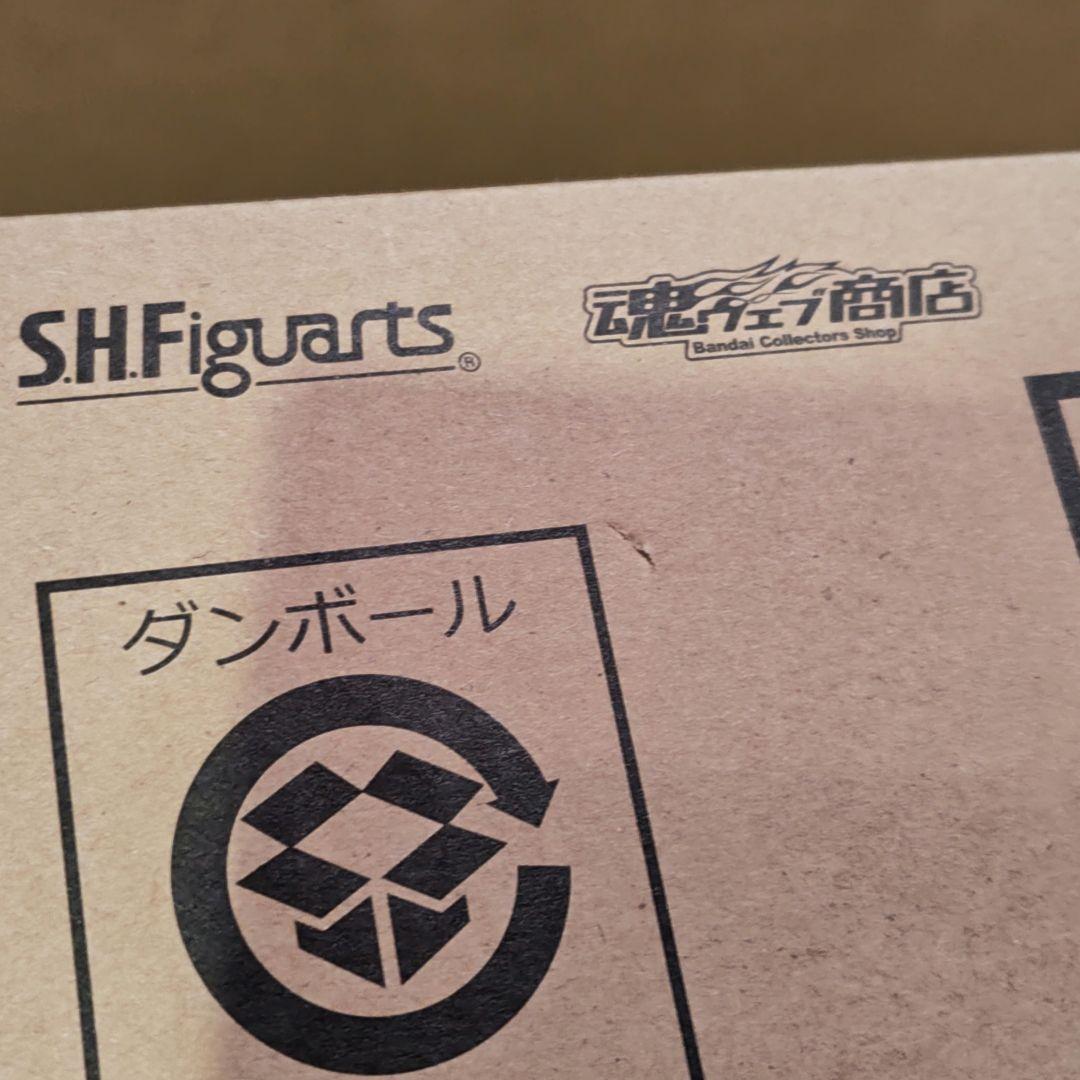 S.H.Figuarts®
魂ウェブ商店
Bandai Collectors Shop
ダンボール